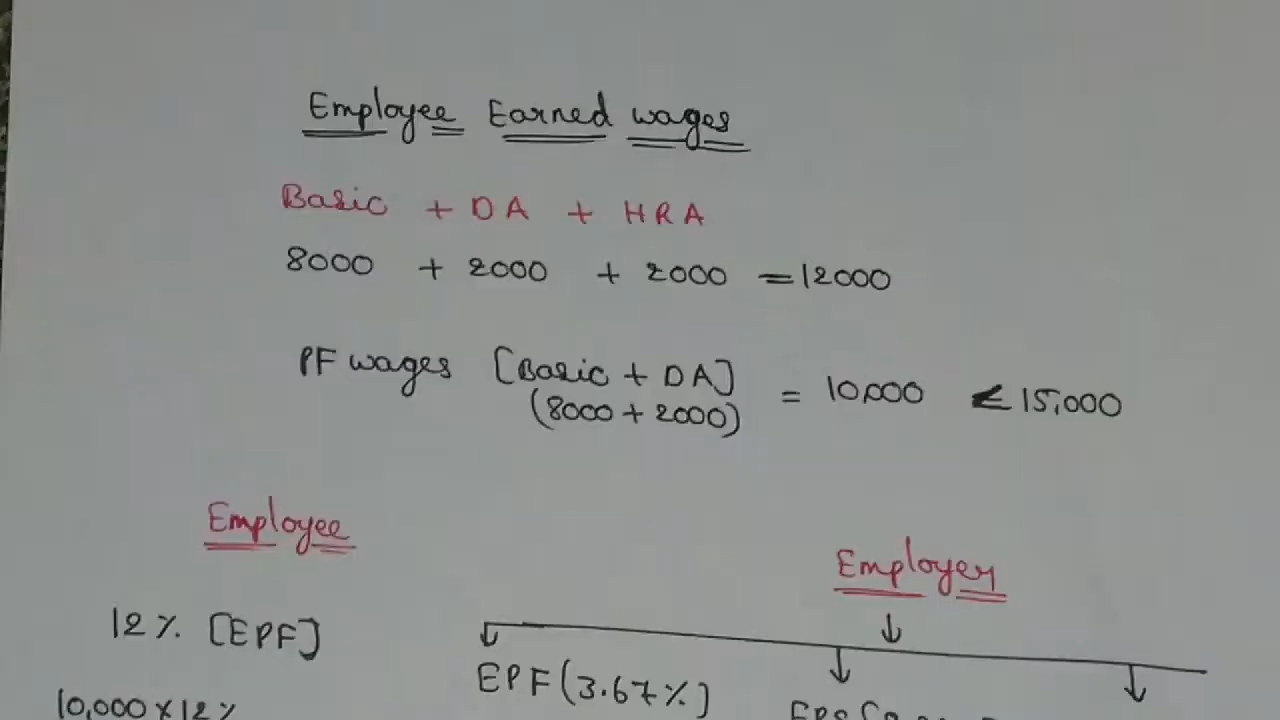 Employee Earned wages
Basic + DA + HRA
8000 + 2000 + 2000 = 12000
PF wages [Basic + DA] = 10,000 < 15,000
(8000 + 2000)
Employee
Employer
12% [EPF]
EPF (3.67%)
10,000 x 12%